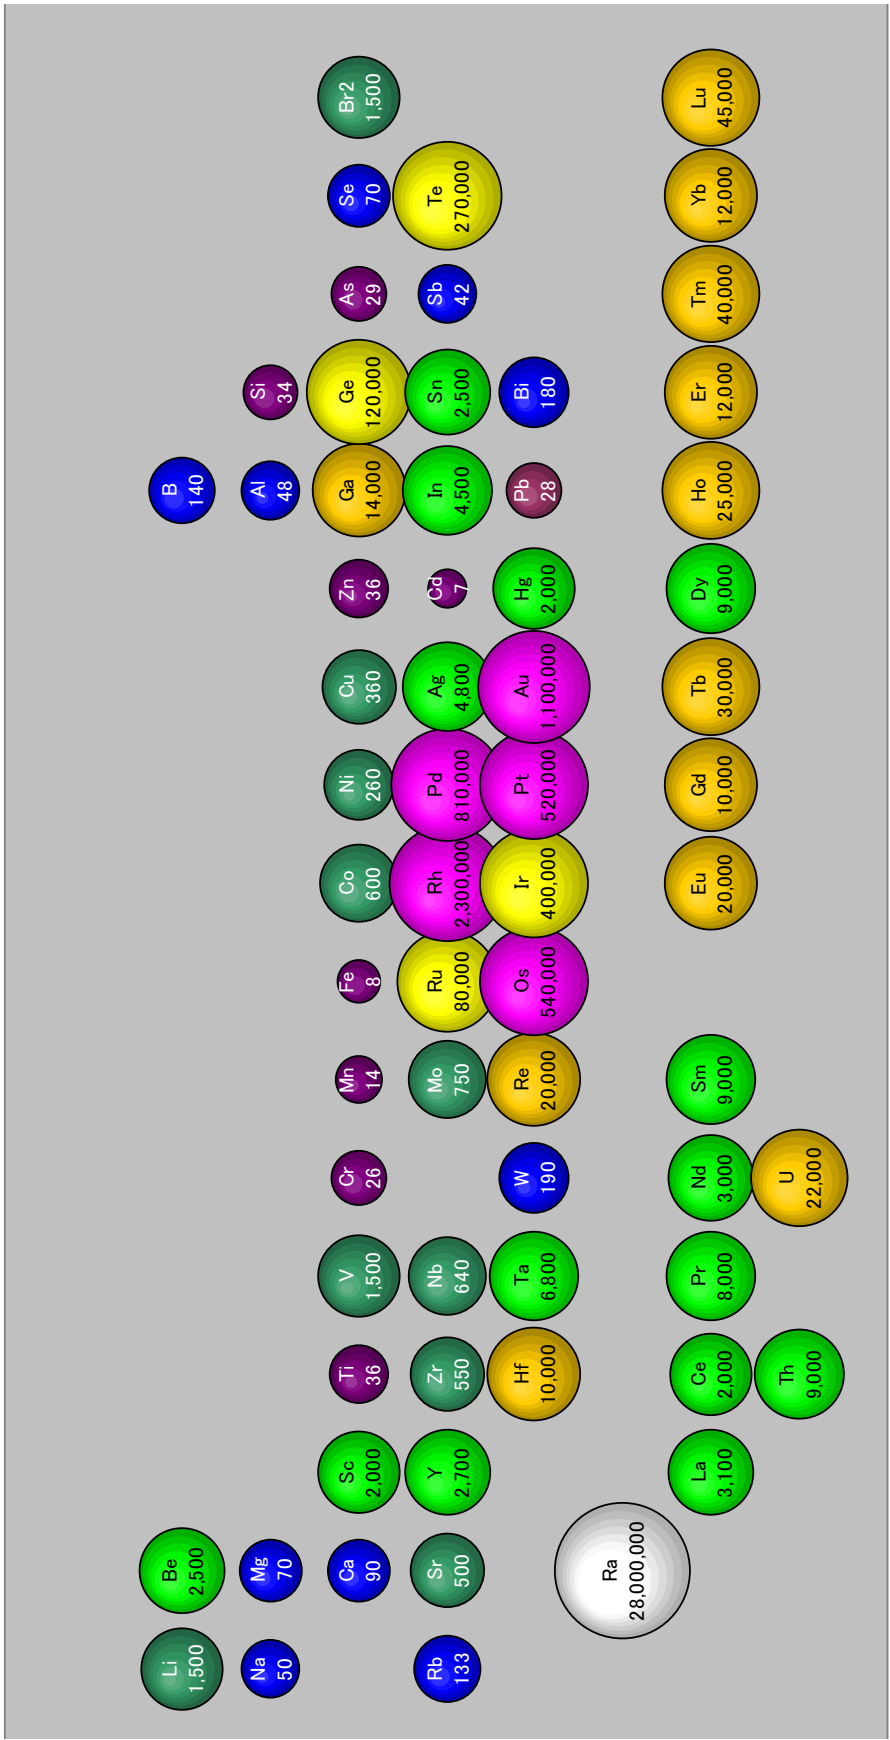 Li
1,500
Be
2,500
B
140
Na
50
Mg
70
Al
48
Si
34
Ca
90
Sc
2,000
Ti
36
V
1,500
Cr
26
Mn
14
Fe
8
Co
600
Ni
260
Cu
360
Zn
36
Ga
14,000
Ge
120,000
As
29
Se
70
Br2
1,500
Rb
133
Sr
500
Y
2,700
Zr
550
Nb
640
Mo
750
Ru
80,000
Rh
2,300,000
Pd
810,000
Ag
4,800
Cd
7
In
4,500
Sn
2,500
Sb
42
Te
270,000
Hf
10,000
Ta
6,800
W
190
Re
20,000
Os
540,000
Ir
400,000
Pt
520,000
Au
1,100,000
Hg
2,000
Pb
28
Bi
180
Ra
28,000,000
La
3,100
Ce
2,000
Pr
8,000
Nd
3,000
Sm
9,000
Eu
20,000
Gd
10,000
Tb
30,000
Dy
9,000
Ho
25,000
Er
12,000
Tm
40,000
Yb
12,000
Lu
45,000
Th
9,000
U
22,000